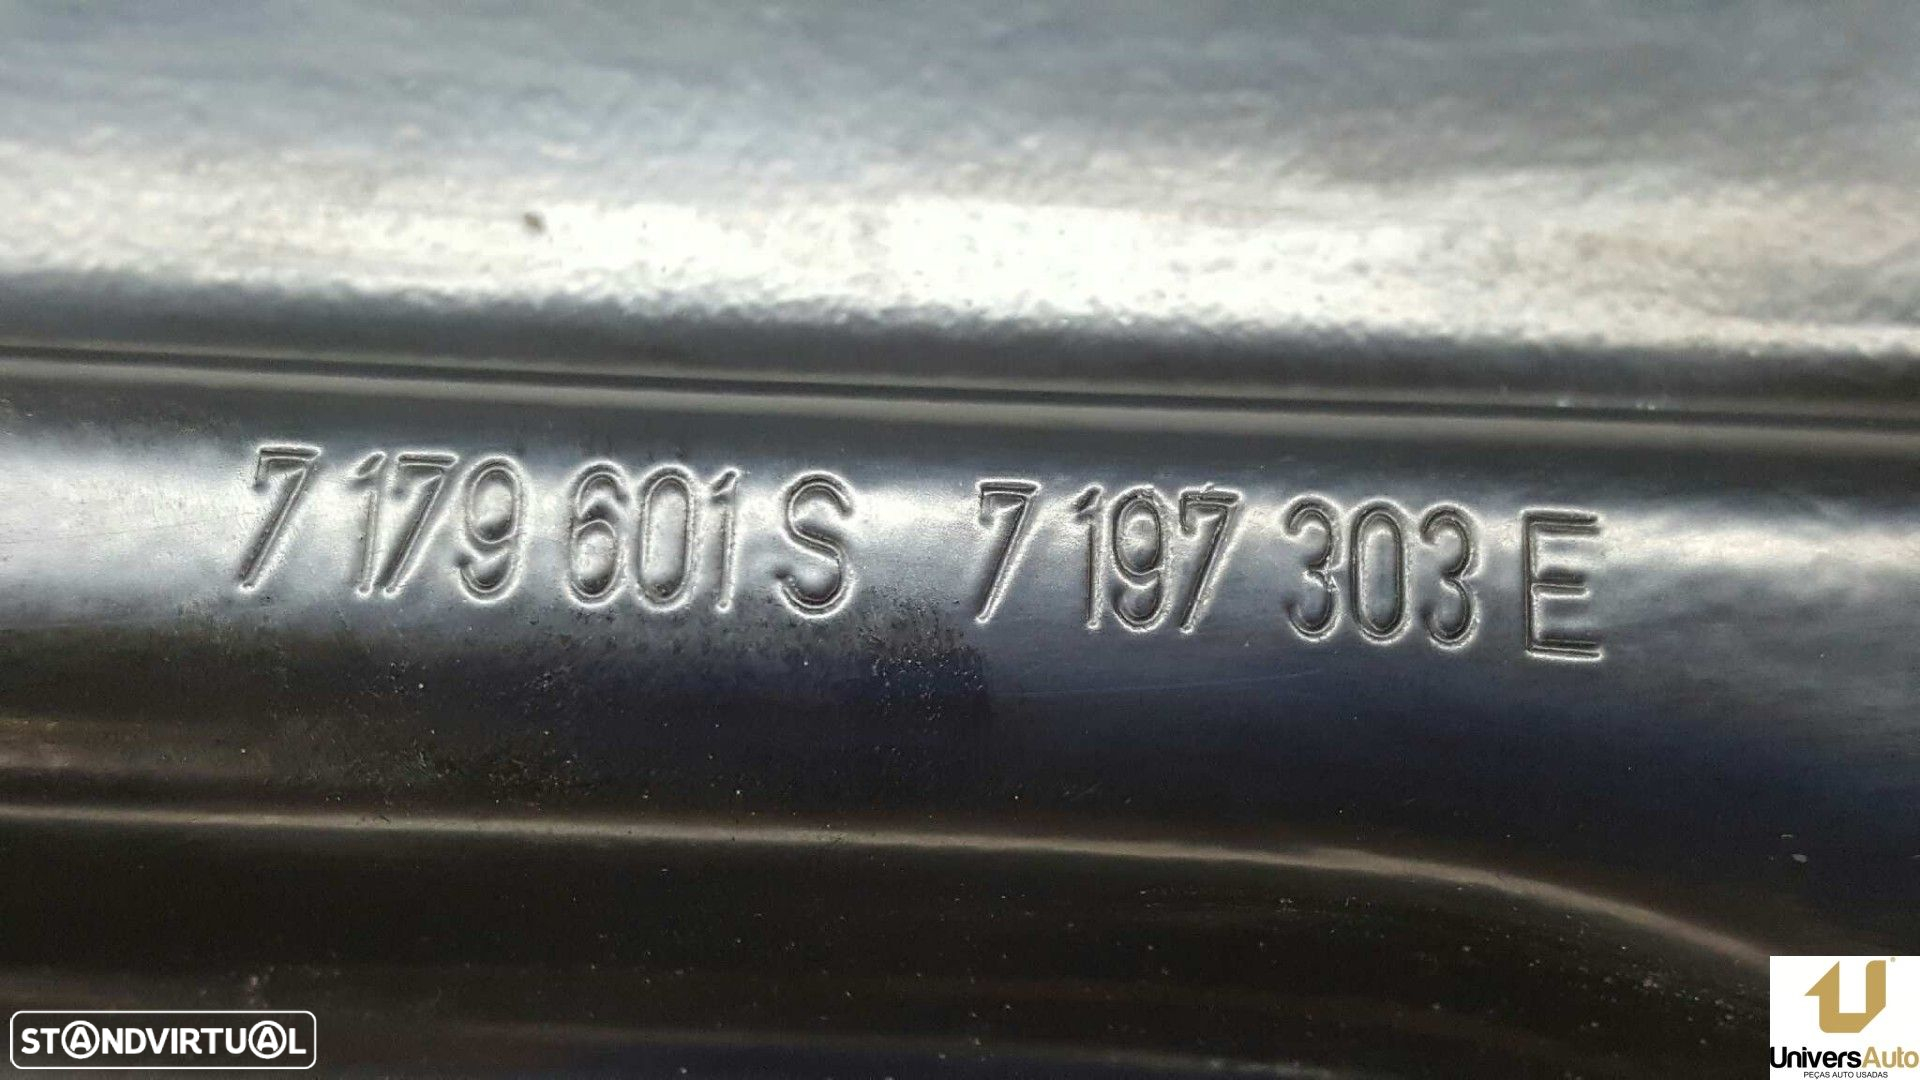 7 179 601 S 7 197 303 E
STANDVIRTUAL
UniversAuto
PEÇAS AUTO USADAS